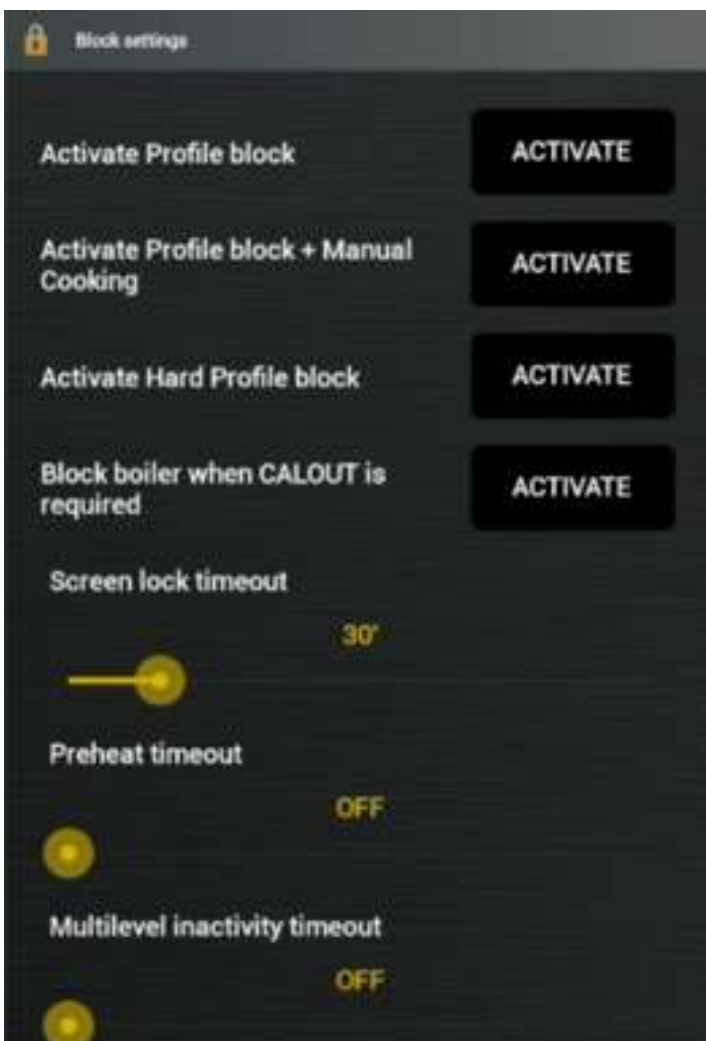 Block settings
Activate Profile block
ACTIVATE
Activate Profile block + Manual
Cooking
ACTIVATE
Activate Hard Profile block
ACTIVATE
Block boiler when CALOUT is
required
ACTIVATE
Screen lock timeout
30'
Preheat timeout
OFF
Multilevel inactivity timeout
OFF